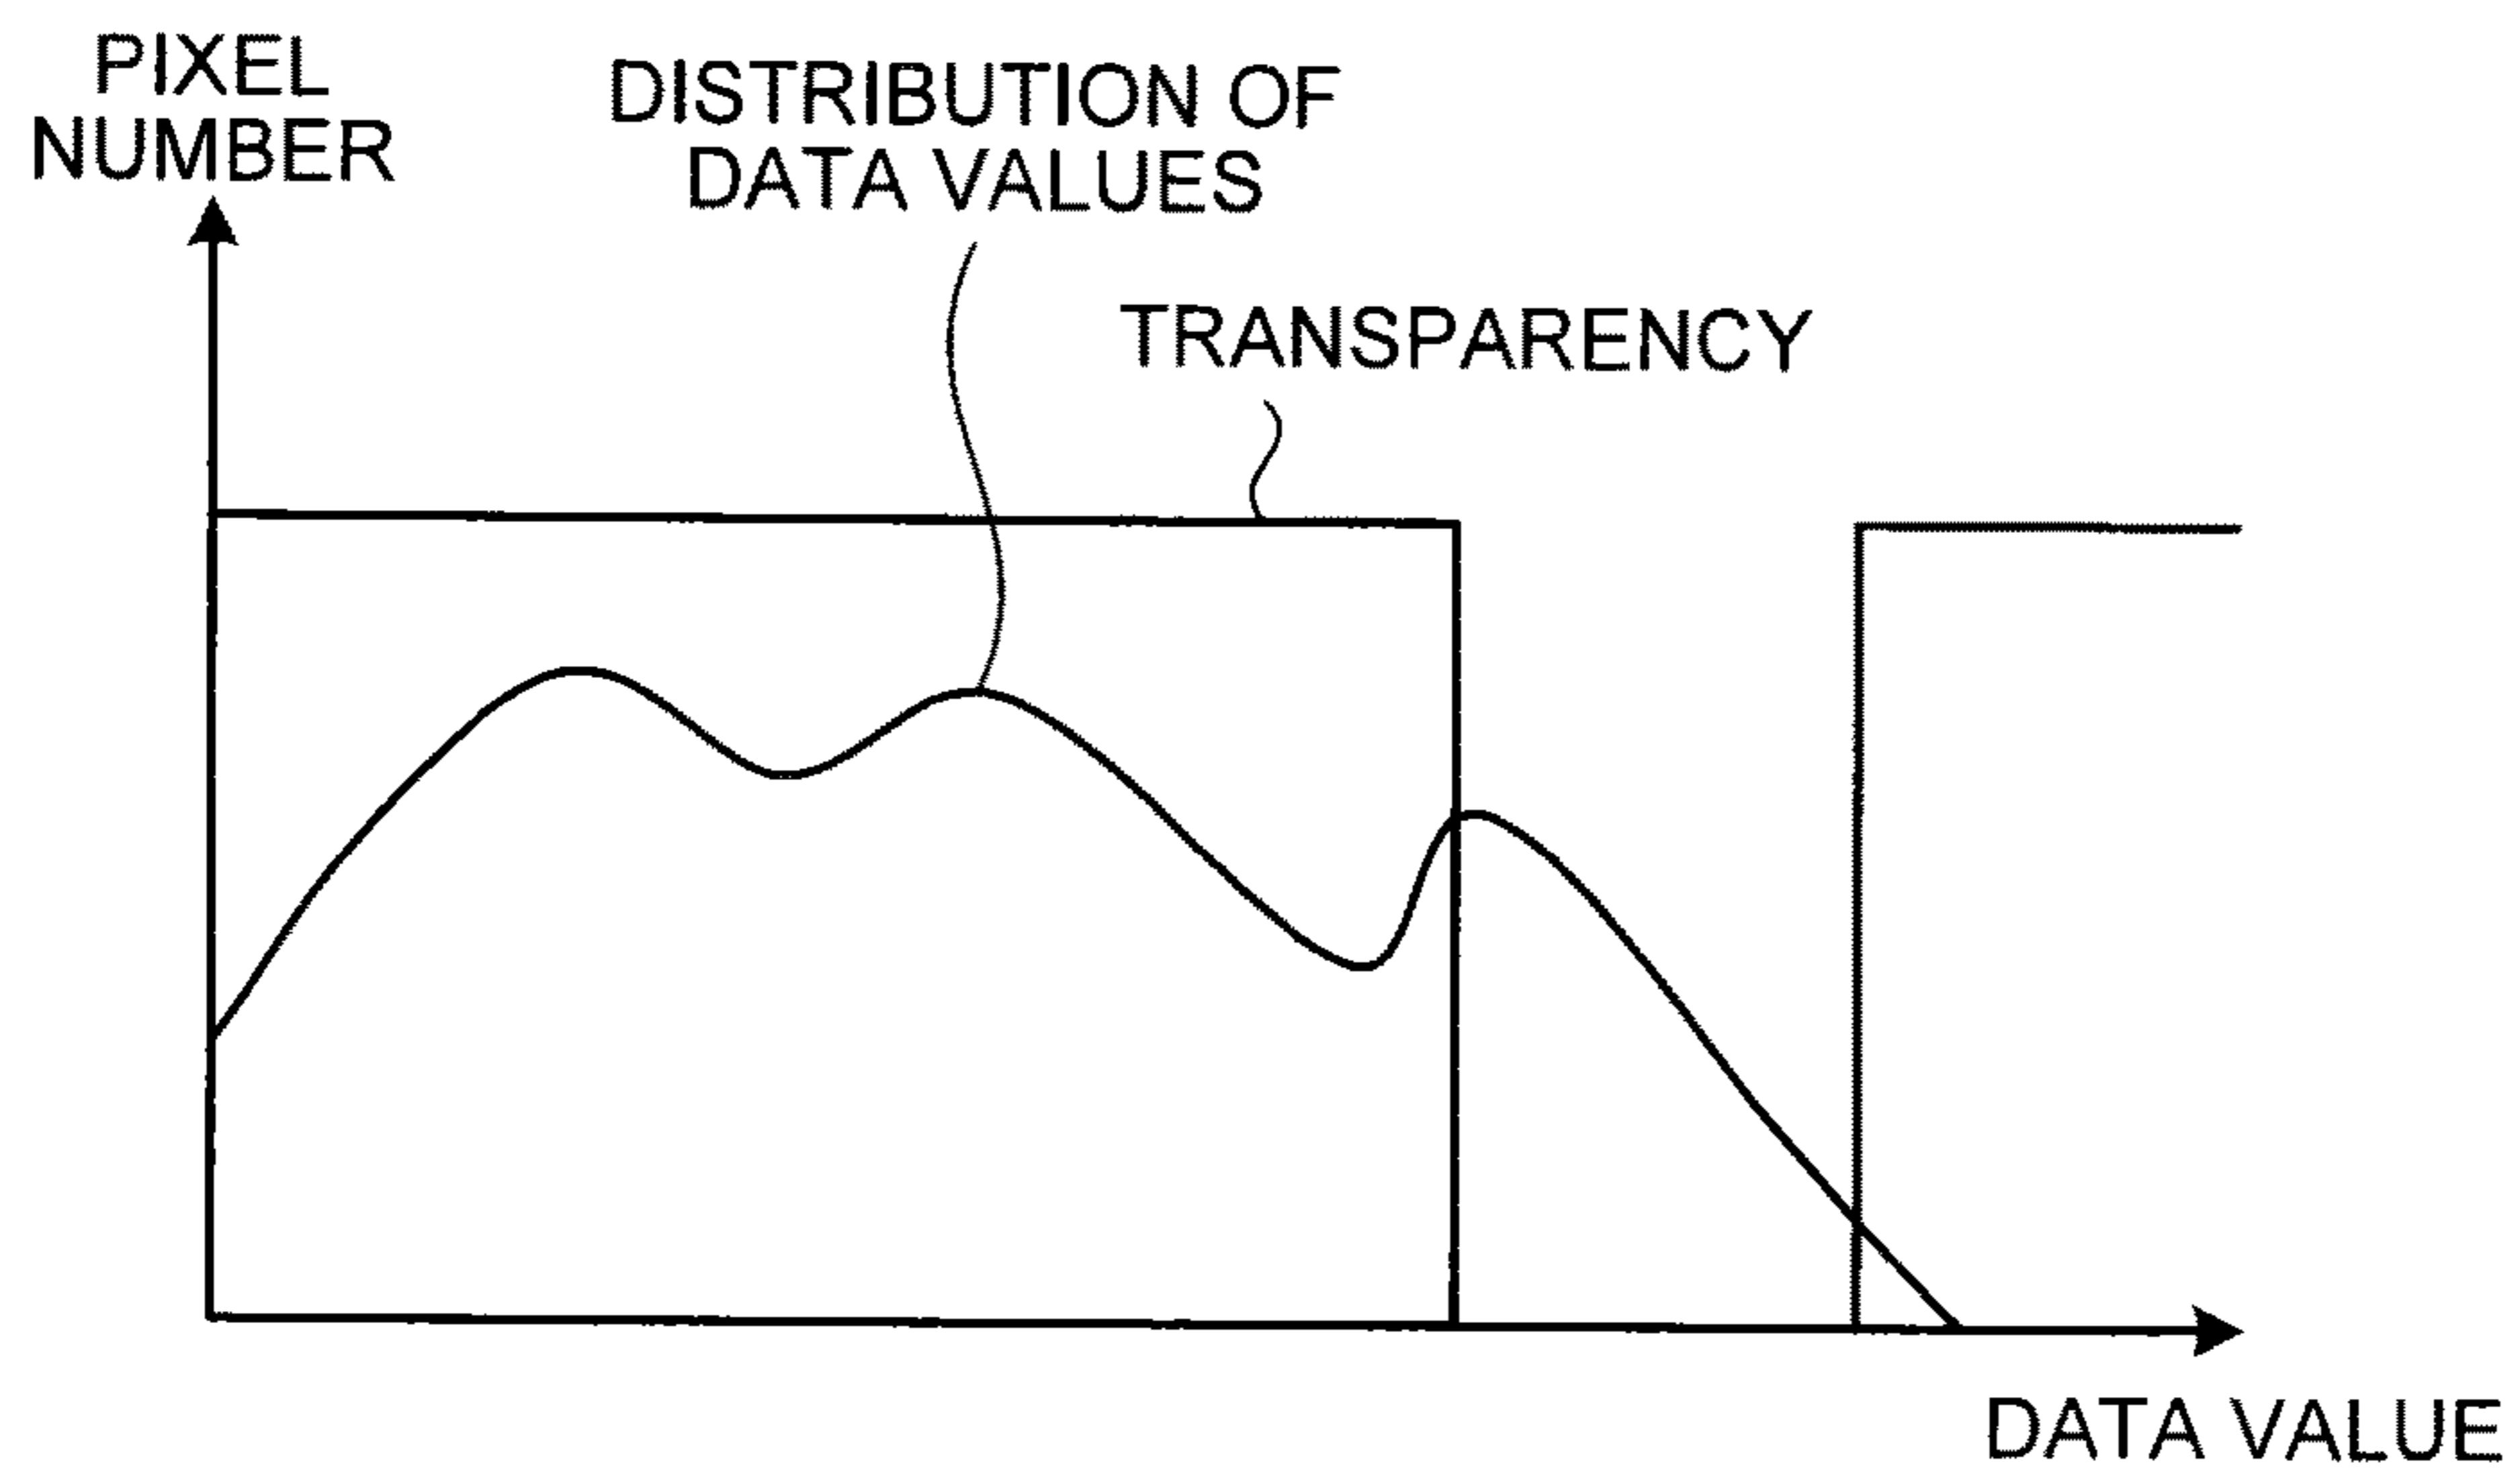 PIXEL
NUMBER
DISTRIBUTION OF
DATA VALUES
TRANSPARENCY
DATA VALUE